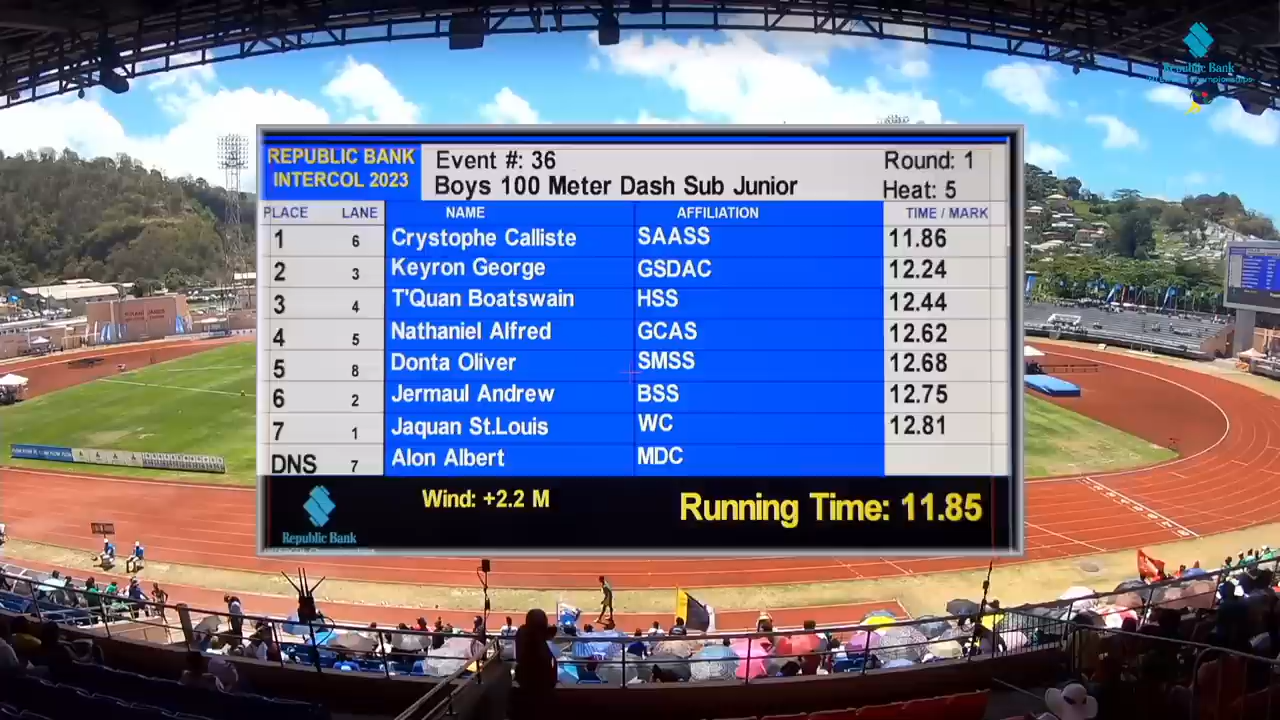 Republic Bank
REPUBLIC BANK
INTERCOL 2023
Event #: 36
Round: 1
Boys 100 Meter Dash Sub Junior
Heat: 5
PLACE LANE NAME AFFILIATION TIME / MARK
1 6 Crystophe Calliste SAASS 11.86
2 3 Keyron George GSDAC 12.24
3 4 T'Quan Boatswain HSS 12.44
4 5 Nathaniel Alfred GCAS 12.62
5 8 Donta Oliver SMSS 12.68
6 2 Jermaul Andrew BSS 12.75
7 1 Jaquan St.Louis WC 12.81
DNS 7 Alon Albert MDC
Wind: +2.2 M
Running Time: 11.85
Republic Bank